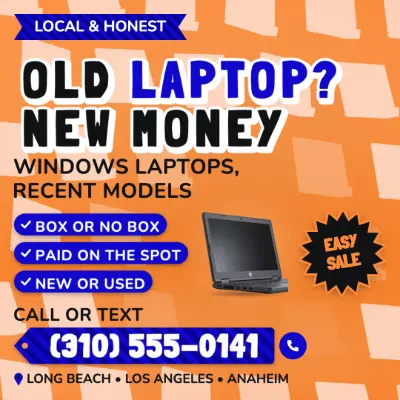 LOCAL & HONEST
OLD LAPTOP?
NEW MONEY
WINDOWS LAPTOPS,
RECENT MODELS
BOX OR NO BOX
PAID ON THE SPOT
NEW OR USED
EASY
SALE
CALL OR TEXT
(310) 555-0141
LONG BEACH • LOS ANGELES • ANAHEIM